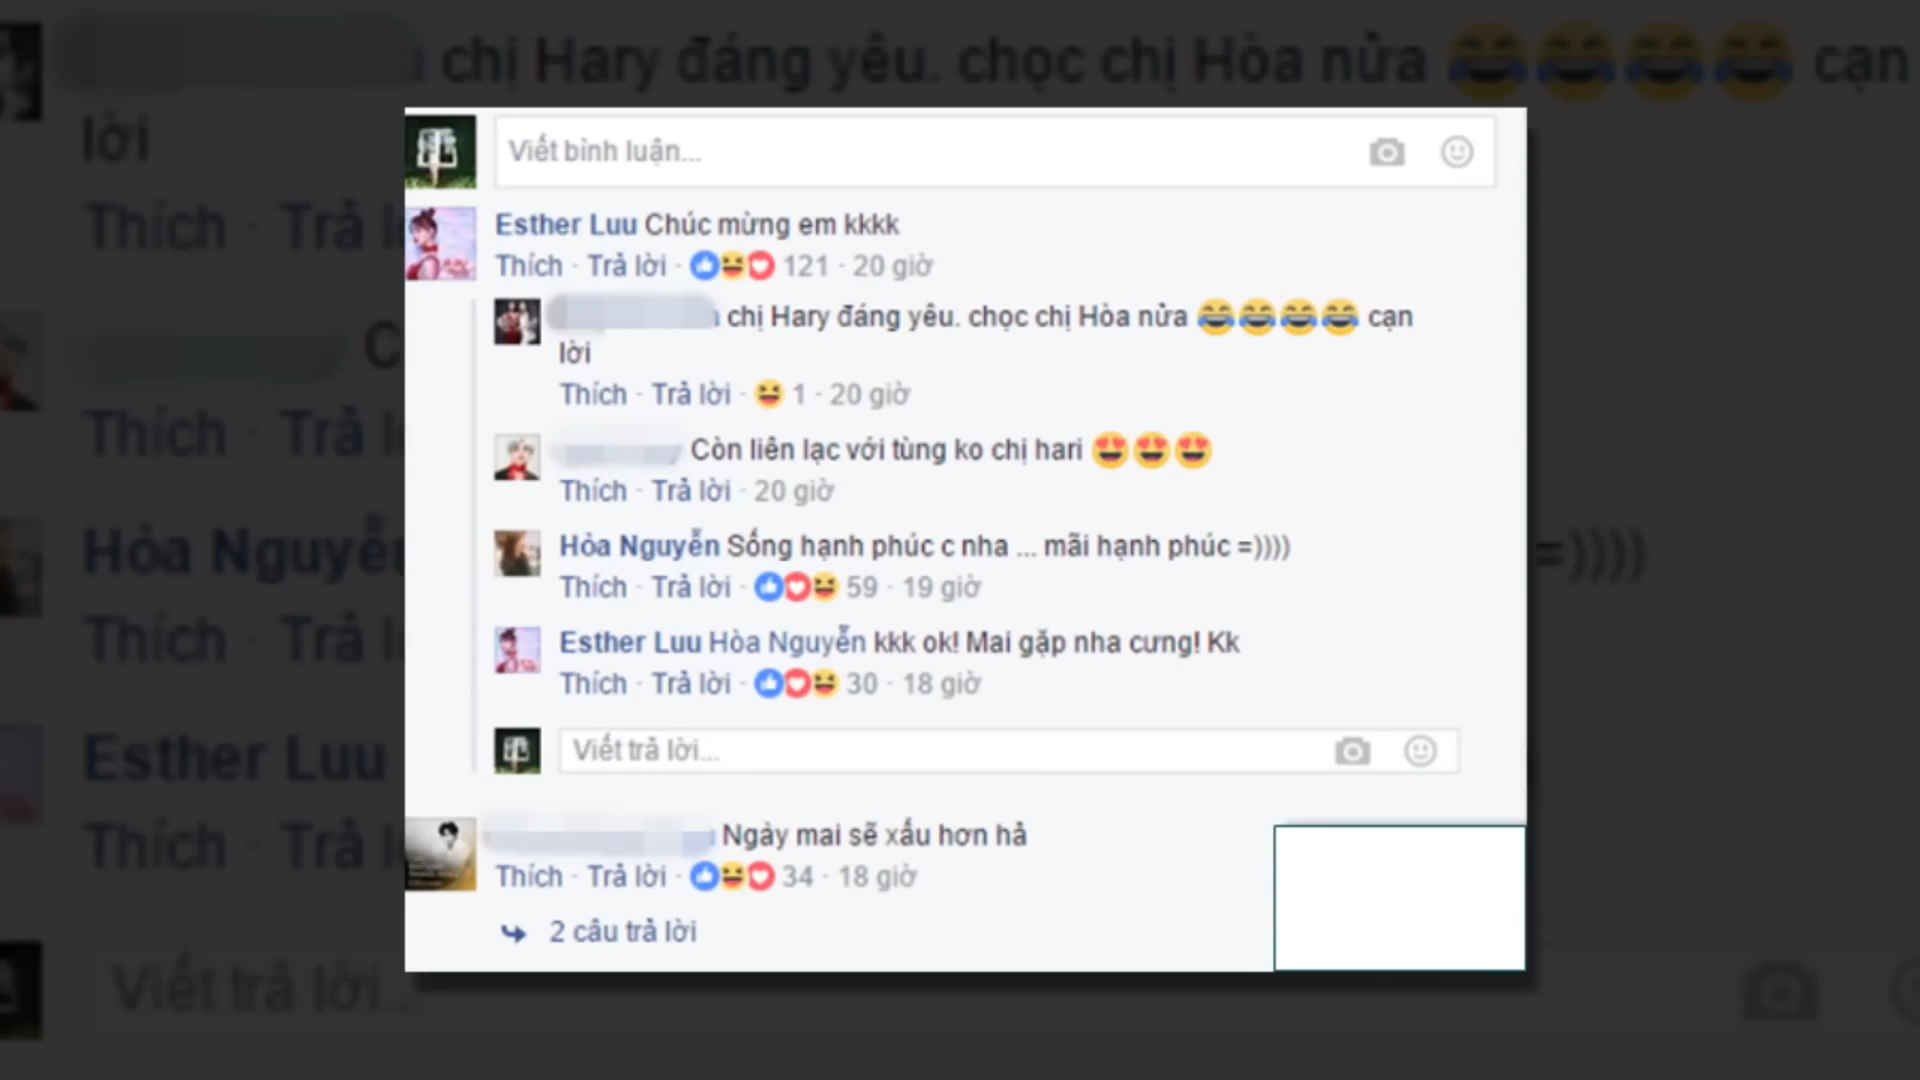 chị Hary đáng yêu. chọc chị Hòa nửa 😂😂😂😂 cạn
lời
Thích · Trả
Thích · Trả
Hòa Nguyễn =))))
Thích · Trả
Esther Luu
Thích · Trả
Viết trả lời...
Viết bình luận...
Esther Luu Chúc mừng em kkkk
Thích · Trả lời · 121 · 20 giờ
chị Hary đáng yêu. chọc chị Hòa nửa 😂😂😂😂 cạn
lời
Thích · Trả lời · 😆 1 · 20 giờ
Còn liên lạc với tùng ko chị hari 😍😍😍
Thích · Trả lời · 20 giờ
Hòa Nguyễn Sống hạnh phúc c nha ... mãi hạnh phúc =))))
Thích · Trả lời · 59 · 19 giờ
Esther Luu Hòa Nguyễn kkk ok! Mai gặp nha cưng! Kk
Thích · Trả lời · 30 · 18 giờ
Viết trả lời...
Ngày mai sẽ xấu hơn hả
Thích · Trả lời · 34 · 18 giờ
2 câu trả lời